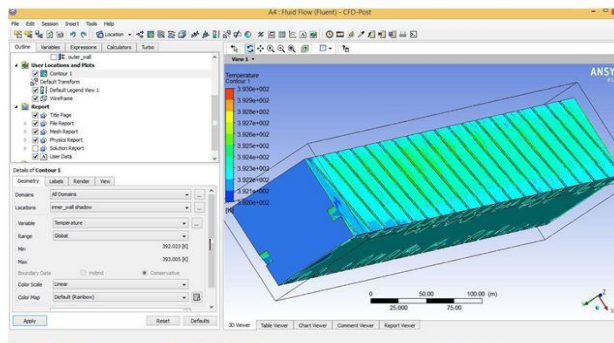 A4 : Fluid Flow (Fluent) - CFD-Post
File Edit Session Insert Tools Help
Location
Outline Variables Expressions Calculators Turbo
outer_wall
User Locations and Plots
Contour 1
Default Transform
Default Legend View 1
Wireframe
Report
Title Page
File Report
Mesh Report
Physics Report
Solution Report
User Data
Details of Contour 1
Geometry Labels Render View
Domains All Domains
Locations inner_wall shadow
Variable Temperature
Range Global
Min 392.023 [K]
Max 393.005 [K]
Boundary Data Hybrid Conservative
Color Scale Linear
Color Map Default (Rainbow)
Apply Reset Defaults
View 1
Temperature
Contour 1
3.930e+002
3.929e+002
3.928e+002
3.927e+002
3.926e+002
3.925e+002
3.924e+002
3.923e+002
3.922e+002
3.921e+002
3.920e+002
[K]
ANSY
0 50.00 100.00 (m)
25.000 75.00
Z
X
3D Viewer Table Viewer Chart Viewer Comment Viewer Report Viewer